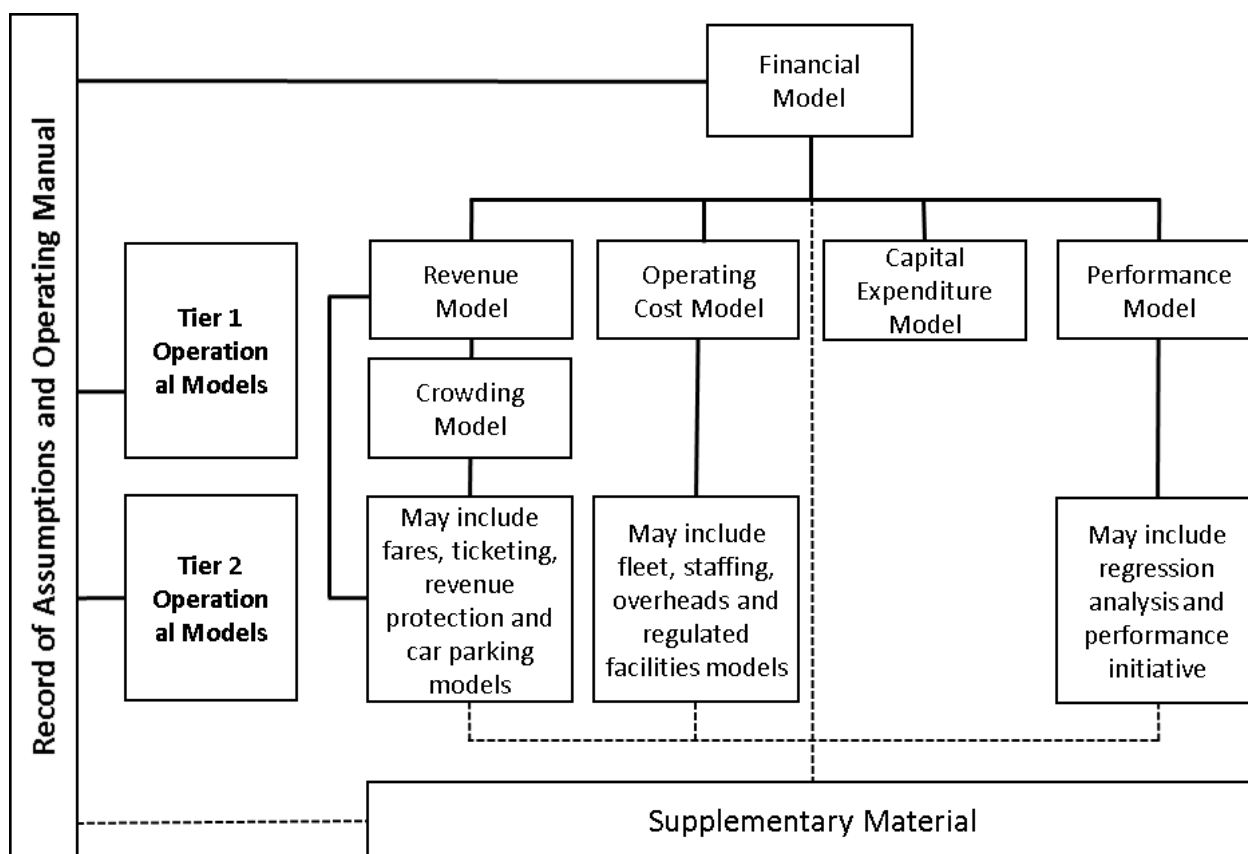 Record of Assumptions and Operating Manual
Financial
Model
Tier 1
Operation
al Models
Revenue
Model
Operating
Cost Model
Capital
Expenditure
Model
Performance
Model
Crowding
Model
Tier 2
Operation
al Models
May include
fares, ticketing,
revenue
protection and
car parking
models
May include
fleet, staffing,
overheads and
regulated
facilities models
May include
regression
analysis and
performance
initiative
Supplementary Material